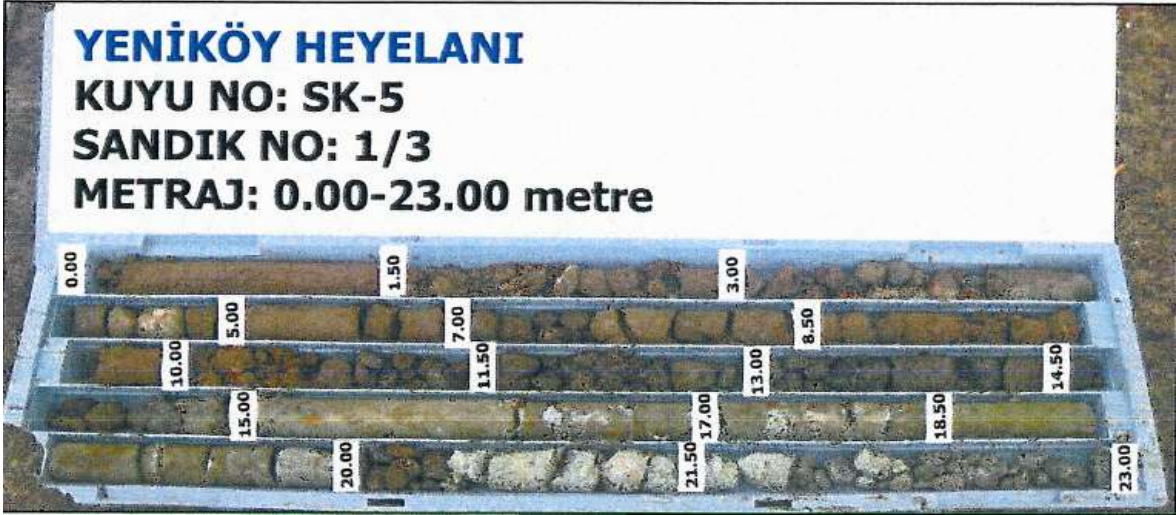 YENİKÖY HEYELANI
KUYU NO: SK-5
SANDIK NO: 1/3
METRAJ: 0.00-23.00 metre
0.00 1.50 3.00
5.00 7.00 8.50
10.00 11.50 13.00 14.50
15.00 17.00 18.50
20.00 21.50 23.00